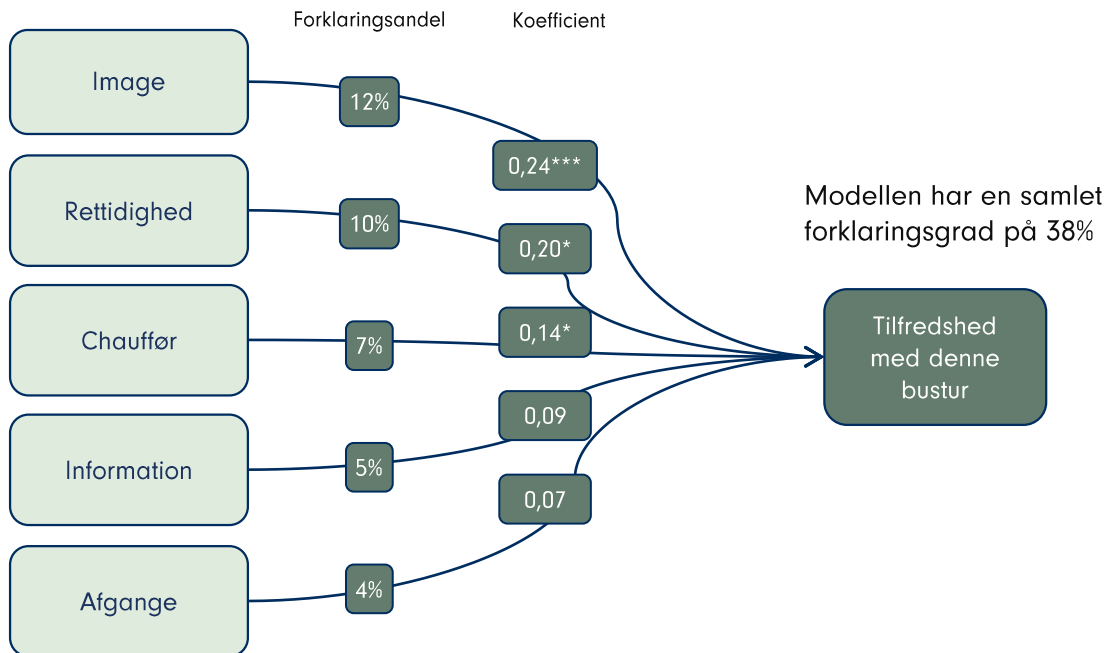 Forklaringsandel
Koefficient
Image
12%
0,24***
Rettidighed
10%
0,20*
Chauffør
7%
0,14*
Information
5%
0,09
Afgange
4%
0,07
Modellen har en samlet
forklaringsgrad på 38%
Tilfredshed
med denne
bustur